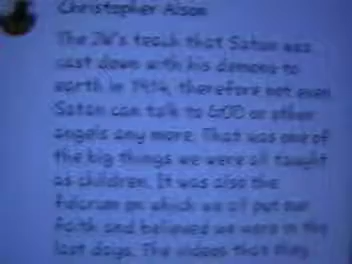 Christopher Alson
The JW's teach that Satan was
cast down with his demons to
earth in 1914, therefore not even
Satan can talk to GOD or other
angels any more. That was one of
the big things we were all taught
as children. It was also the
fulcrum on which we all put our
faith and believed we were in the
last days. The videos that they